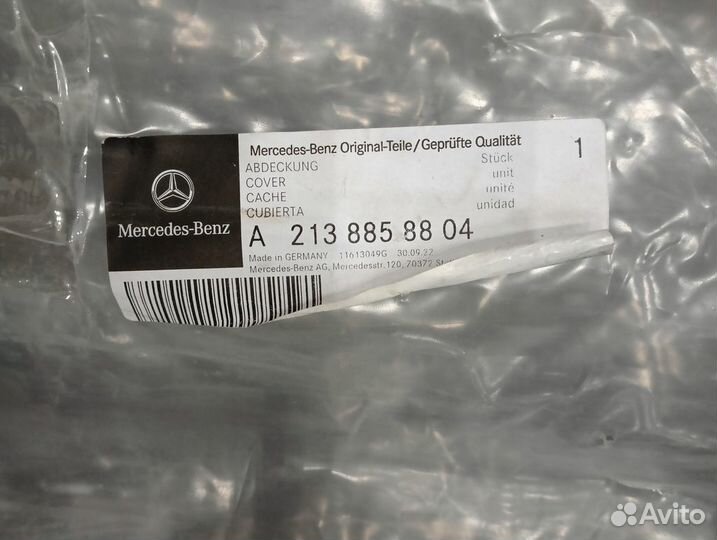 Mercedes-Benz Original-Teile/Geprüfte Qualität
ABDECKUNG Stück 1
COVER unit
CACHE unité
CUBIERTA unidad
Mercedes-Benz
A 213 885 88 04
Made in GERMANY 11613049G 30.09.22
Mercedes-Benz AG, Mercedesstr.120, 70372
Avito